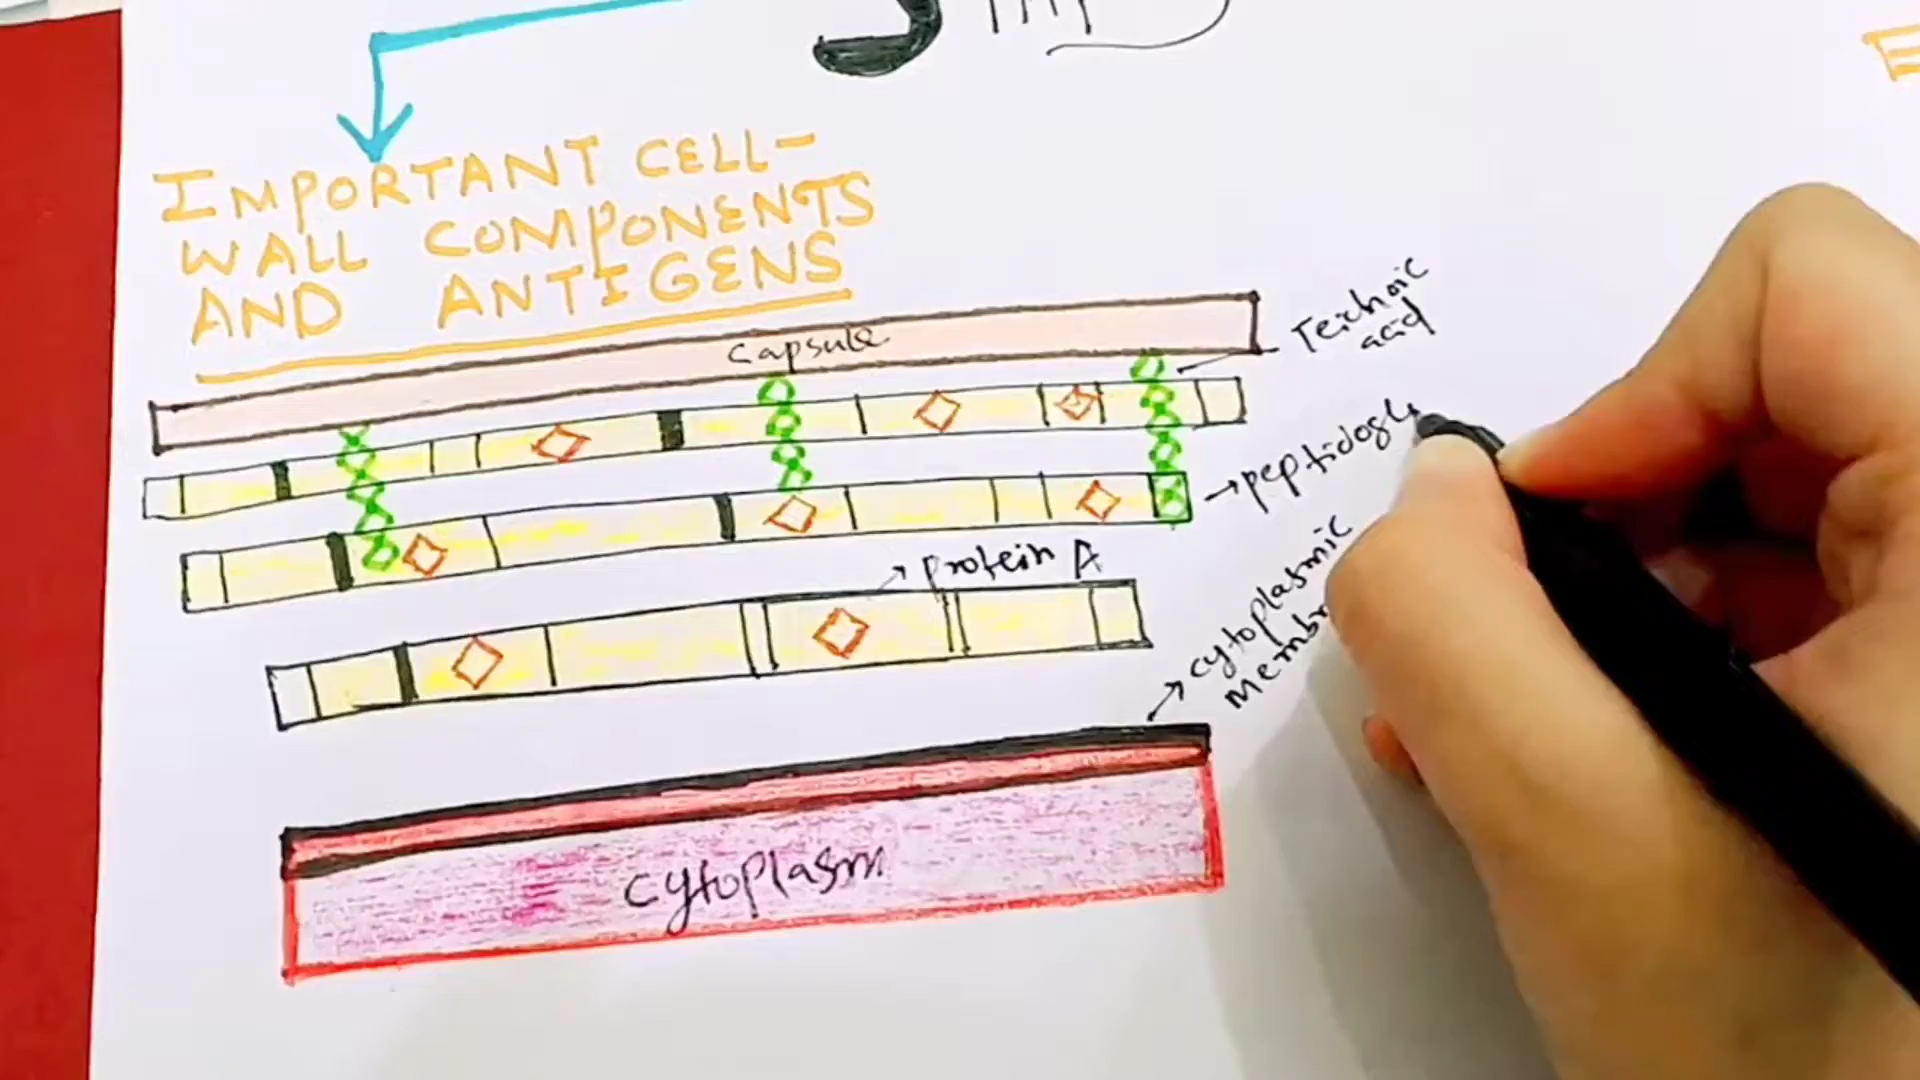 IMPORTANT CELL-
WALL COMPONENTS
AND ANTIGENS
capsule
Teichoic
acid
peptidogly
protein A
cytoplasmic
Membr
cytoplasm